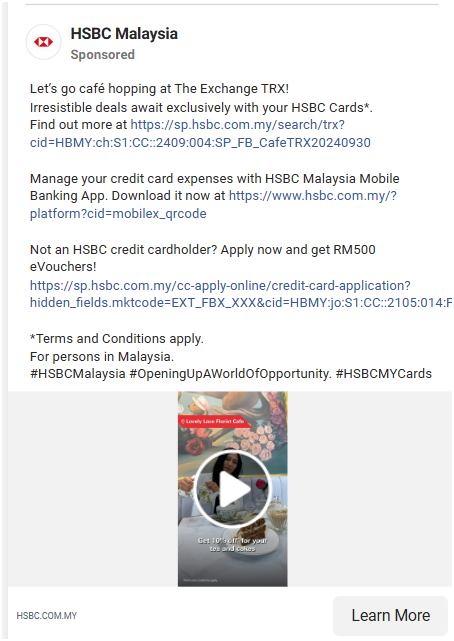 HSBC Malaysia
Sponsored
Let's go café hopping at The Exchange TRX!
Irresistible deals await exclusively with your HSBC Cards*.
Find out more at https://sp.hsbc.com.my/search/trx?
cid=HBMY:ch:S1:CC::2409:004:SP_FB_CafeTRX20240930
Manage your credit card expenses with HSBC Malaysia Mobile
Banking App. Download it now at https://www.hsbc.com.my/?
platform?cid=mobilex_qrcode
Not an HSBC credit cardholder? Apply now and get RM500
eVouchers!
https://sp.hsbc.com.my/cc-apply-online/credit-card-application?
hidden_fields.mktcode=EXT_FBX_XXX&cid=HBMY:jo:S1:CC::2105:014:F
*Terms and Conditions apply.
For persons in Malaysia.
#HSBCMalaysia #OpeningUpAWorldOfOpportunity. #HSBCMYCards
Lovely Lace Florist Cafe
Get 10% off* for your
tea and cakes
HSBC.COM.MY
Learn More